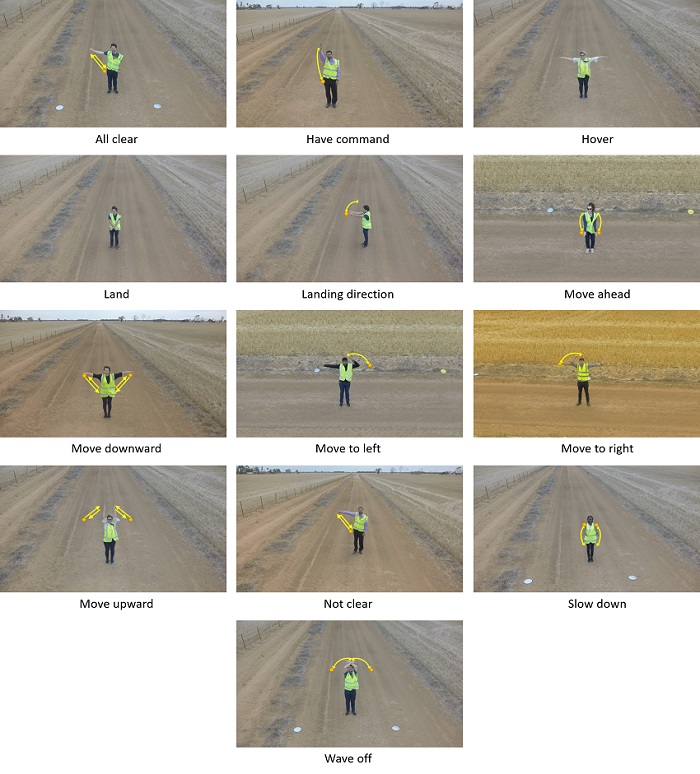 All clear
Have command
Hover
Land
Landing direction
Move ahead
Move downward
Move to left
Move to right
Move upward
Not clear
Slow down
Wave off